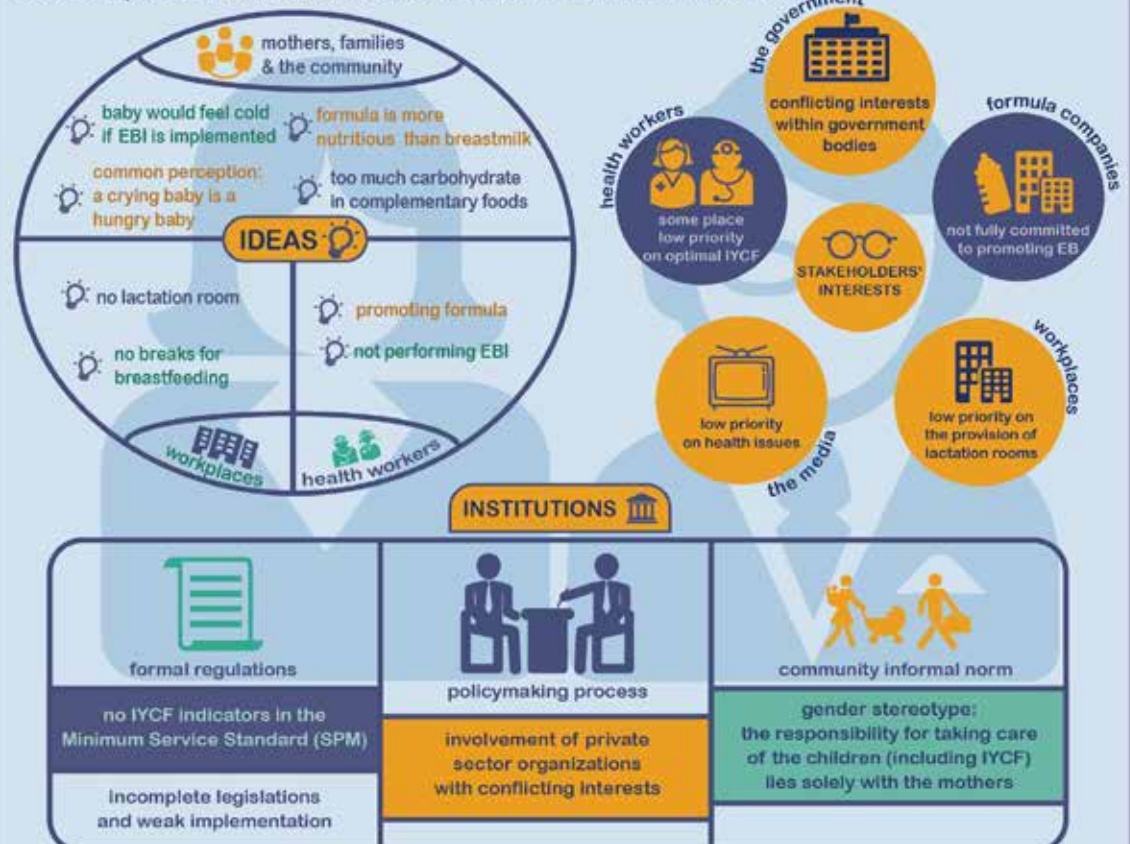 mothers, families
& the community
baby would feel cold
if EBI is implemented
formula is more
nutritious than breastmilk
common perception:
a crying baby is a
hungry baby
too much carbohydrate
in complementary foods
IDEAS
no lactation room
no breaks for
breastfeeding
promoting formula
not performing EBI
workplaces
health workers
the government
conflicting interests
within government
bodies
health workers
some place
low priority
on optimal IYCF
formula companies
not fully committed
to promoting EB
STAKEHOLDERS'
INTERESTS
low priority
on health issues
the media
workplaces
low priority on
the provision of
lactation rooms
INSTITUTIONS
formal regulations
no IYCF indicators in the
Minimum Service Standard (SPM)
incomplete legislations
and weak implementation
policymaking process
involvement of private
sector organizations
with conflicting interests
community informal norm
gender stereotype:
the responsibility for taking care
of the children (including IYCF)
lies solely with the mothers